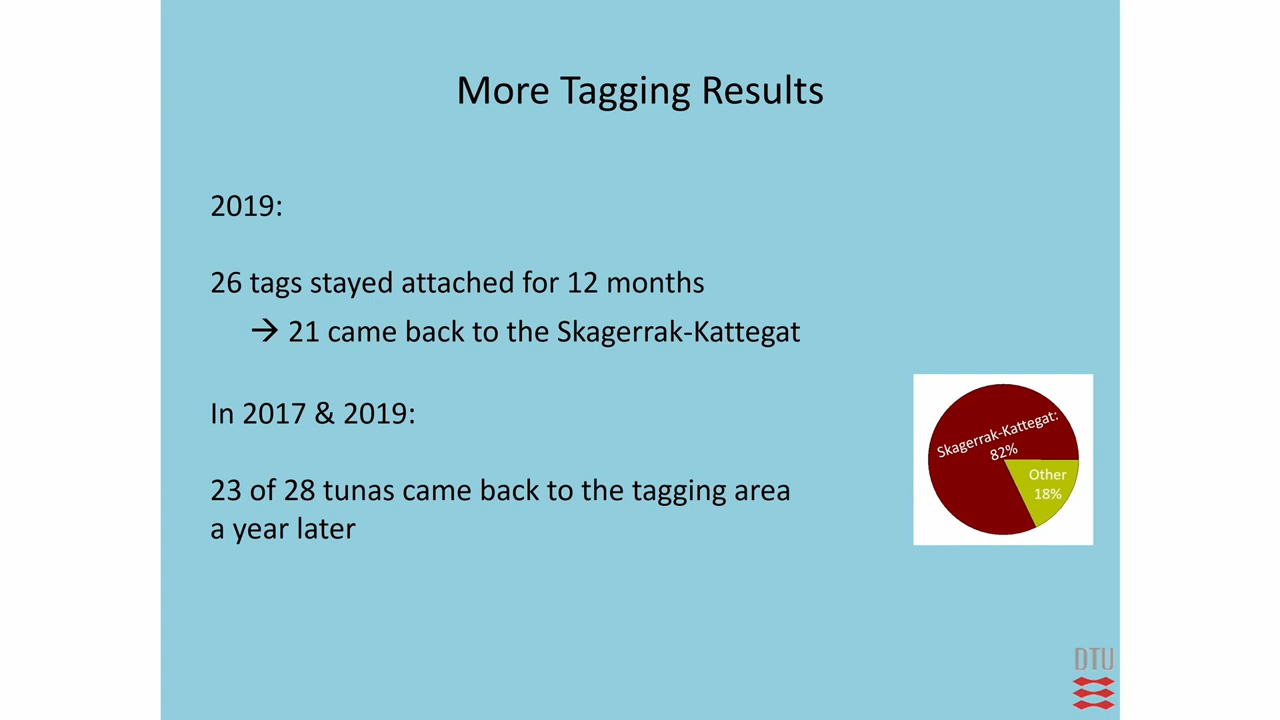 More Tagging Results
2019:
26 tags stayed attached for 12 months
→ 21 came back to the Skagerrak-Kattegat
In 2017 & 2019:
23 of 28 tunas came back to the tagging area
a year later
Skagerrak-Kattegat:
82%
Other
18%
DTU